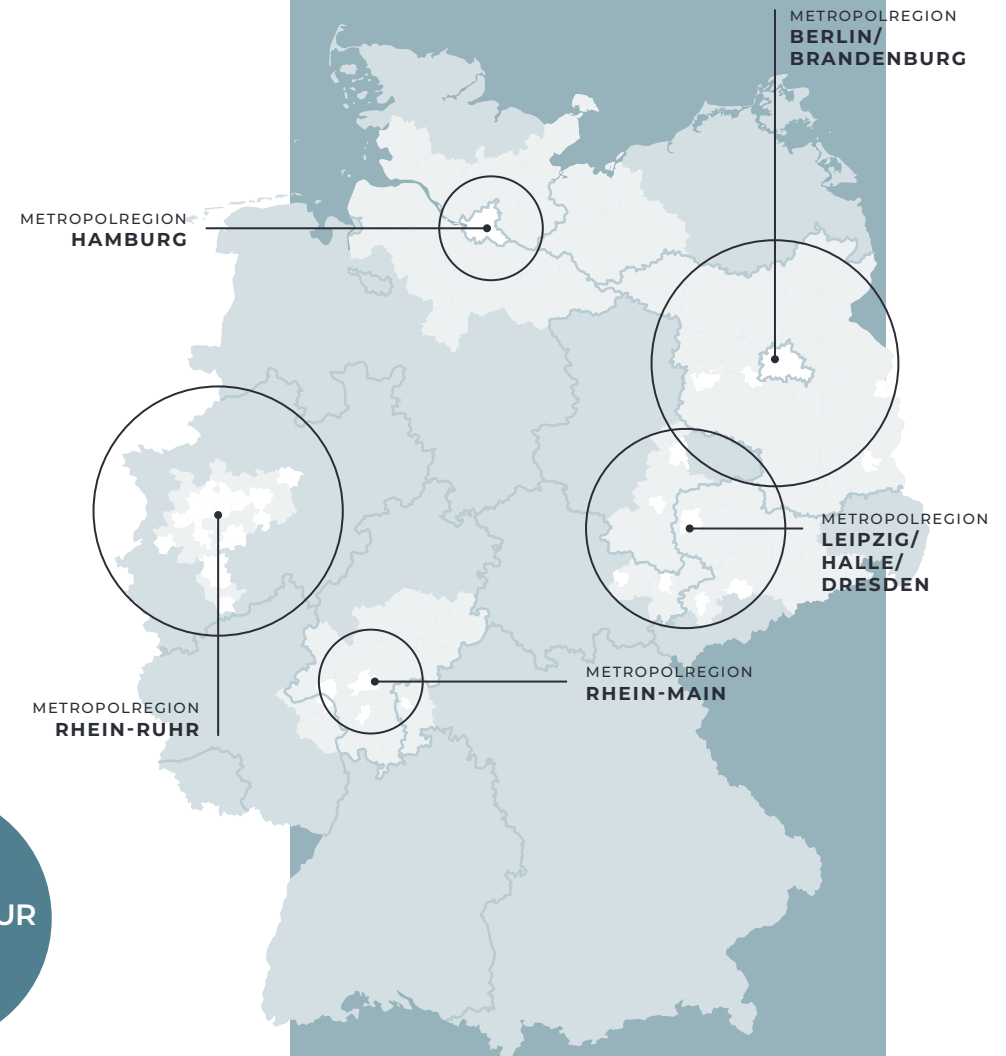 METROPOLREGION
BERLIN/
BRANDENBURG
METROPOLREGION
HAMBURG
METROPOLREGION
LEIPZIG/
HALLE/
DRESDEN
METROPOLREGION
RHEIN-MAIN
METROPOLREGION
RHEIN-RUHR
UR